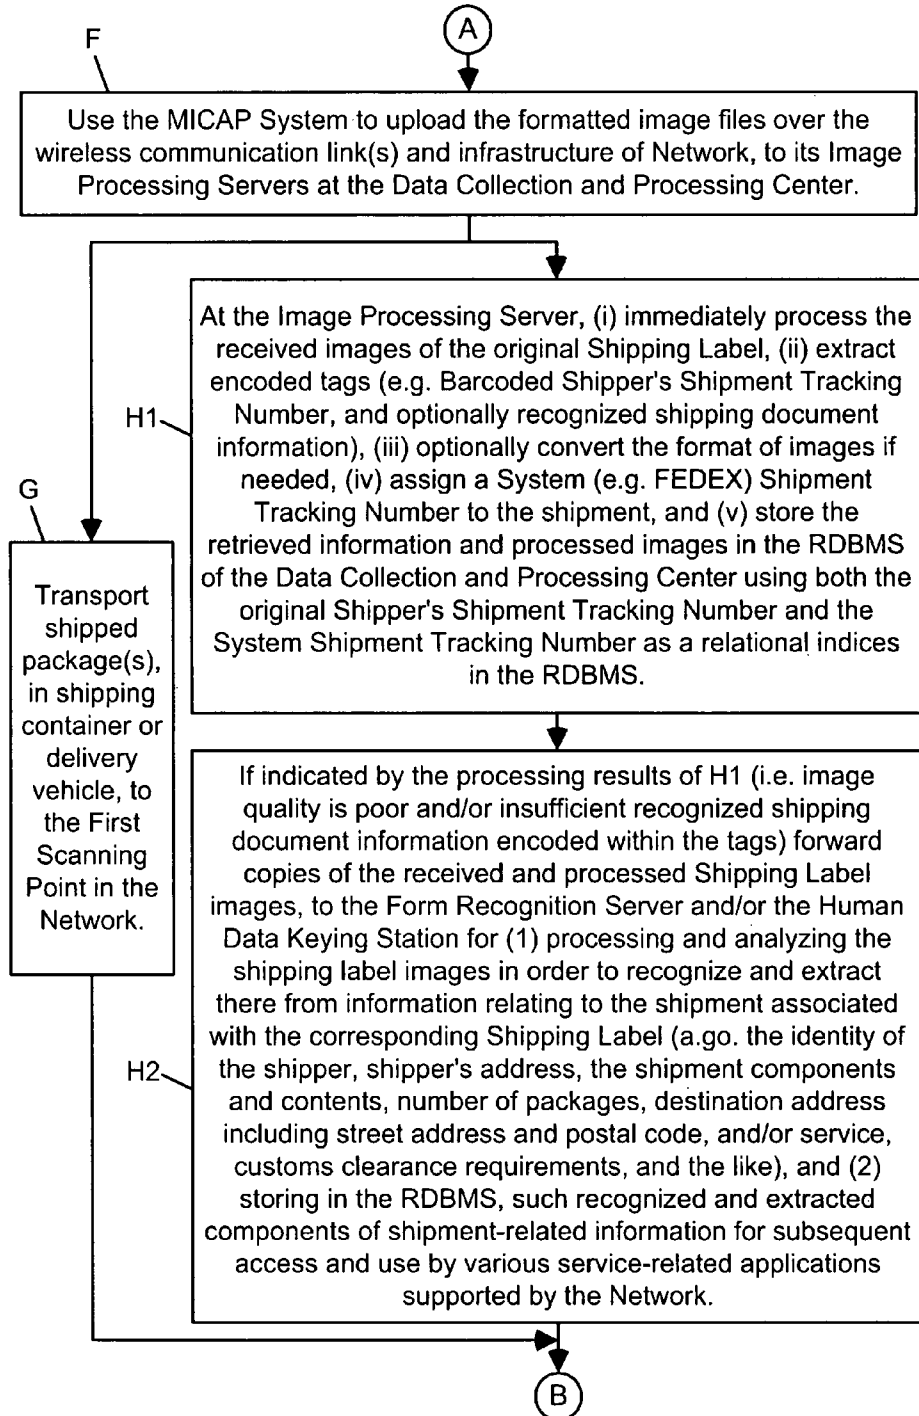 A
F
Use the MICAP System to upload the formatted image files over the
wireless communication link(s) and infrastructure of Network, to its Image
Processing Servers at the Data Collection and Processing Center.
At the Image Processing Server, (i) immediately process the
received images of the original Shipping Label, (ii) extract
encoded tags (e.g. Barcoded Shipper's Shipment Tracking
Number, and optionally recognized shipping document
information), (iii) optionally convert the format of images if
needed, (iv) assign a System (e.g. FEDEX) Shipment
Tracking Number to the shipment, and (v) store the
retrieved information and processed images in the RDBMS
of the Data Collection and Processing Center using both the
original Shipper's Shipment Tracking Number and the
System Shipment Tracking Number as a relational indices
in the RDBMS.
H1
G
Transport
shipped
package(s),
in shipping
container or
delivery
vehicle, to
the First
Scanning
Point in the
Network.
If indicated by the processing results of H1 (i.e. image
quality is poor and/or insufficient recognized shipping
document information encoded within the tags) forward
copies of the received and processed Shipping Label
images, to the Form Recognition Server and/or the Human
Data Keying Station for (1) processing and analyzing the
shipping label images in order to recognize and extract
there from information relating to the shipment associated
with the corresponding Shipping Label (a.go. the identity of
the shipper, shipper's address, the shipment components
and contents, number of packages, destination address
including street address and postal code, and/or service,
customs clearance requirements, and the like), and (2)
storing in the RDBMS, such recognized and extracted
components of shipment-related information for subsequent
access and use by various service-related applications
supported by the Network.
H2
B